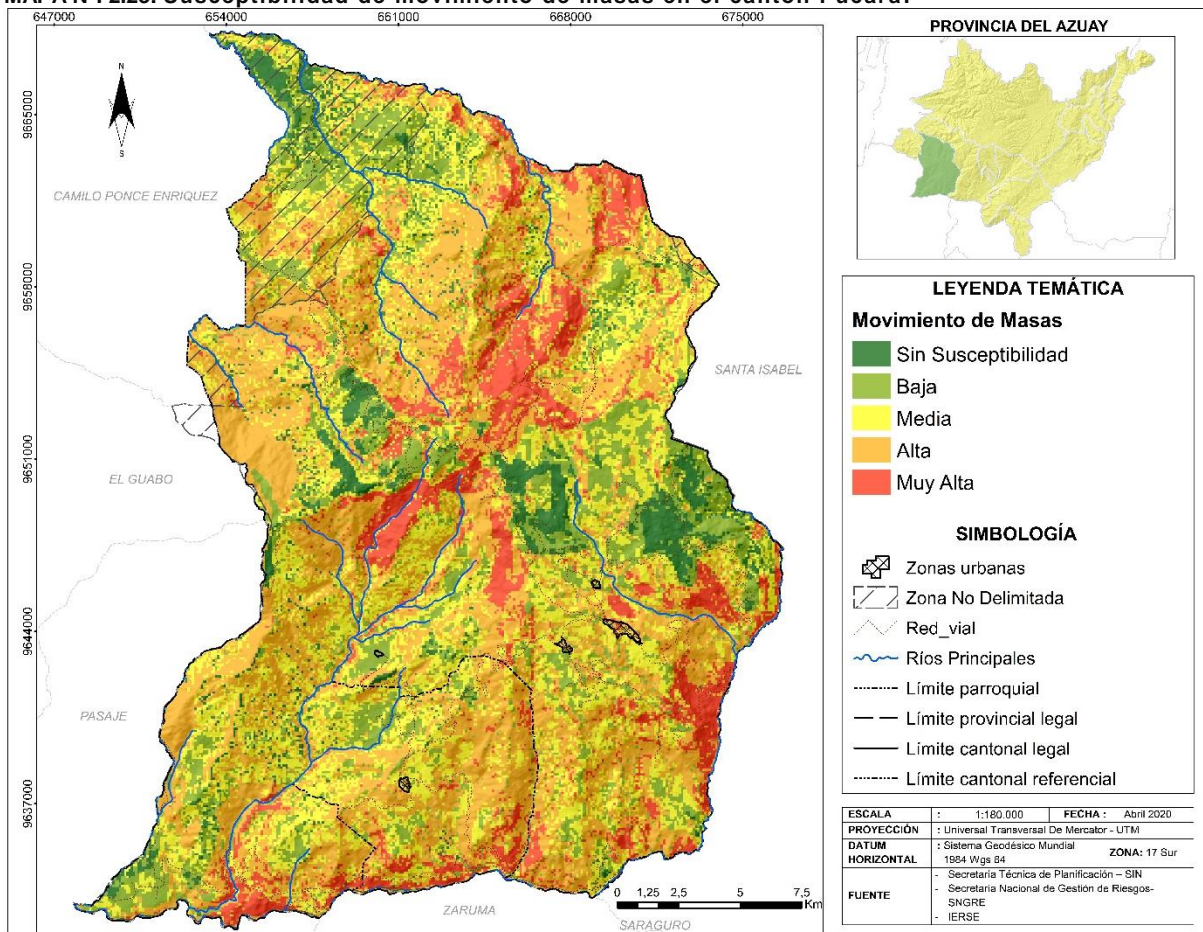 MAPA N°. 2.23. Susceptibilidad de movimiento de masas en el cantón Pucará.
647000 654000 661000 668000 675000
9665000
9658000
9651000
9644000
9637000
N
S
CAMILO PONCE ENRIQUEZ
SANTA ISABEL
EL GUABO
PASAJE
ZARUMA
SARAGURO
0 1,25 2,5 5 7,5
Km
PROVINCIA DEL AZUAY
LEYENDA TEMÁTICA
Movimiento de Masas
Sin Susceptibilidad
Baja
Media
Alta
Muy Alta
SIMBOLOGÍA
Zonas urbanas
Zona No Delimitada
Red_vial
Ríos Principales
Límite parroquial
Límite provincial legal
Límite cantonal legal
Límite cantonal referencial
ESCALA : 1:180.000 FECHA : Abril 2020
PROYECCIÓN : Universal Transversal De Mercator - UTM
DATUM HORIZONTAL : Sistema Geodésico Mundial 1984 Wgs 84 ZONA: 17 Sur
FUENTE
- Secretaría Técnica de Planificación – SIN
- Secretaria Nacional de Gestión de Riesgos- SNGRE
- IERSE